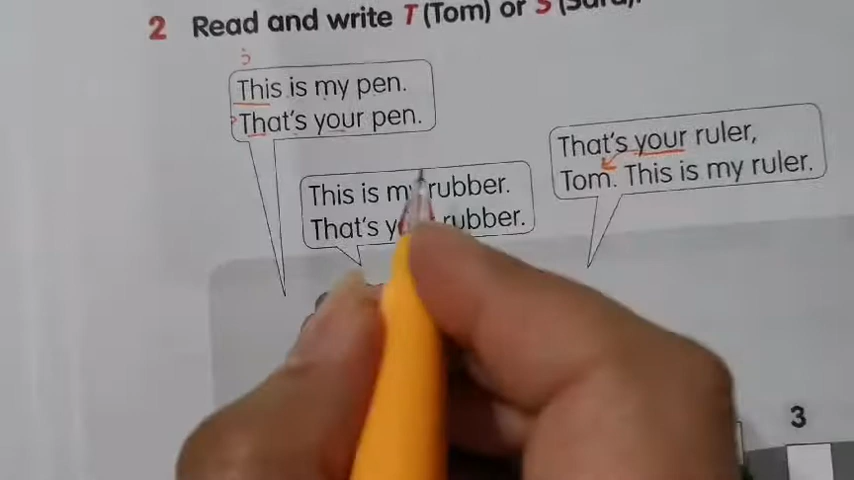 2 Read and write T (Tom) or S (Sara).
This is my pen.
That's your pen.
This is my rubber.
That's rubber.
That's your ruler,
Tom. This is my ruler.
3